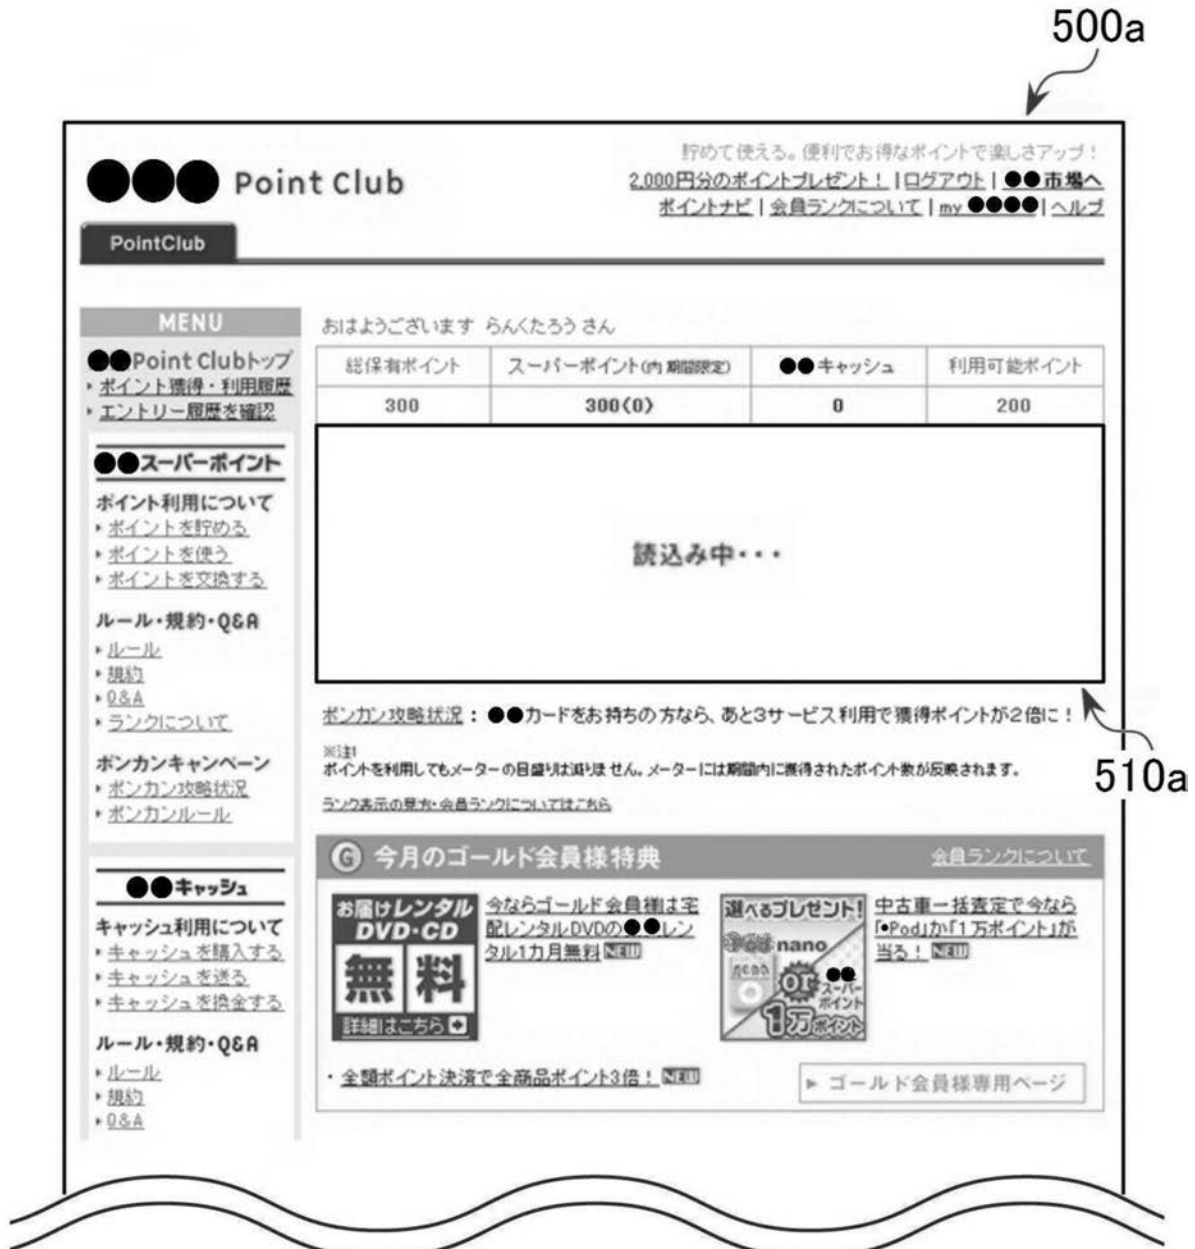 500a
●●● Point Club
貯めて使える。便利でお得なポイントで楽しさアップ！
2,000円分のポイントプレゼント！ | ログアウト | ●●市場へ
ポイントナビ | 会員ランクについて | my ●●●● | ヘルプ
PointClub
MENU
●●Point Clubトップ
ポイント獲得・利用履歴
エントリー履歴を確認
●●スーパーポイント
ポイント利用について
ポイントを貯める
ポイントを使う
ポイントを交換する
ルール・規約・Q&A
ルール
規約
Q&A
ランクについて
ポンカンキャンペーン
ポンカン攻略状況
ポンカンルール
●●キャッシュ
キャッシュ利用について
キャッシュを購入する
キャッシュを送る
キャッシュを換金する
ルール・規約・Q&A
ルール
規約
Q&A
おはようございます らんくたろう さん
総保有ポイント スーパーポイント(内 期間限定) ●●キャッシュ 利用可能ポイント
300 300(0) 0 200
読込み中・・・
510a
ポンカン攻略状況：●●カードをお持ちの方なら、あと3サービス利用で獲得ポイントが2倍に！
※注1
ポイントを利用してもメーターの目盛りは減りません。メーターには期間内に獲得されたポイント数が反映されます。
ランク表示の見方・会員ランクについてはこちら
G 今月のゴールド会員様特典 会員ランクについて
お届けレンタル
DVD・CD
無料
詳細はこちら
今ならゴールド会員様は宅
配レンタルDVDの●●レン
タル1カ月無料 NEW
選べるプレゼント!
nano
or
●●
スーパー
ポイント
1万ポイント
中古車一括査定で今なら
「●Pod」か「1万ポイント」が
当る！ NEW
・全額ポイント決済で全商品ポイント3倍！ NEW
ゴールド会員様専用ページ